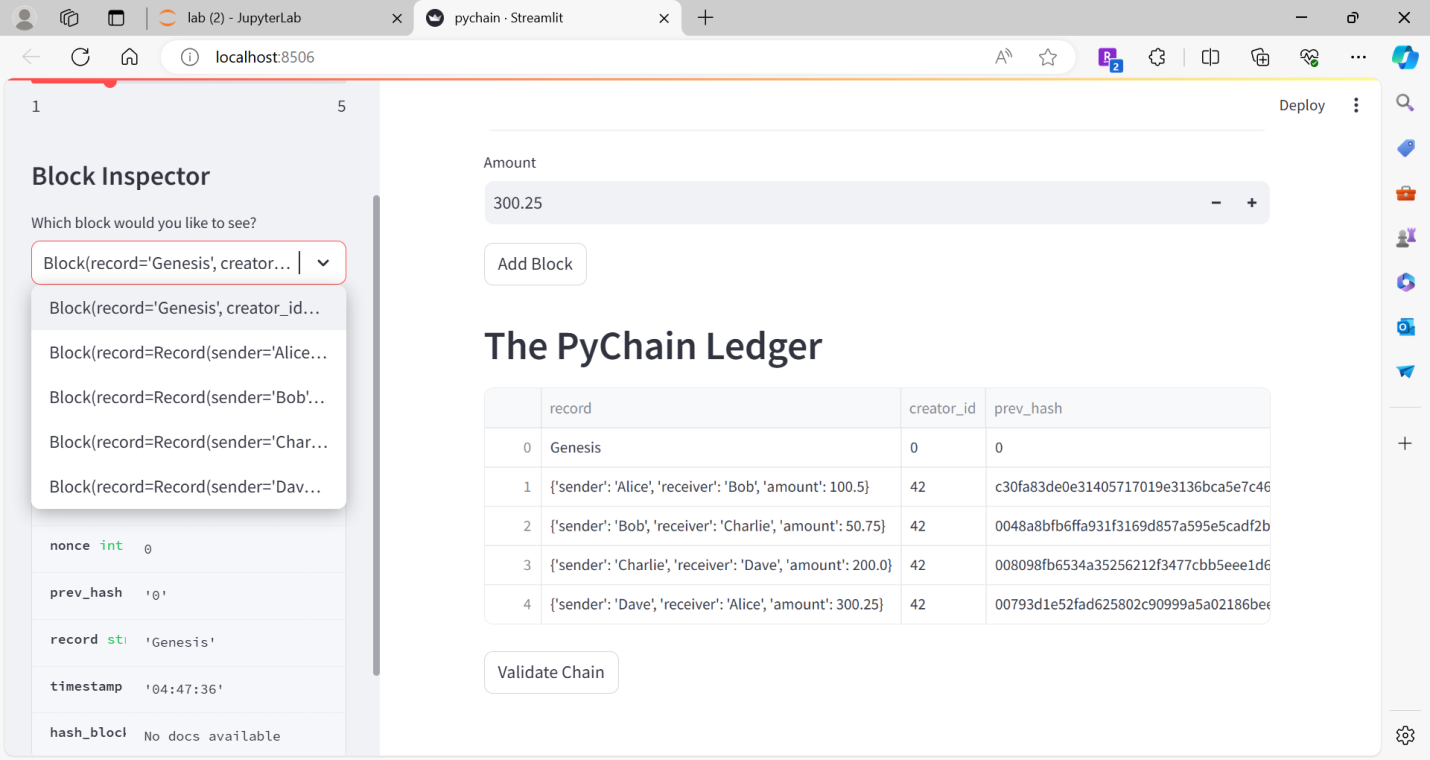 lab (2) - JupyterLab
pychain · Streamlit
localhost:8506
2
1 5
Block Inspector
Which block would you like to see?
Block(record='Genesis', creator...
Block(record='Genesis', creator_id...
Block(record=Record(sender='Alice...
Block(record=Record(sender='Bob'...
Block(record=Record(sender='Char...
Block(record=Record(sender='Dav...
nonce int 0
prev_hash '0'
record str 'Genesis'
timestamp '04:47:36'
hash_block No docs available
Deploy
Amount
300.25
Add Block
The PyChain Ledger
record creator_id prev_hash
0 Genesis 0 0
1 {'sender': 'Alice', 'receiver': 'Bob', 'amount': 100.5} 42 c30fa83de0e31405717019e3136bca5e7c46
2 {'sender': 'Bob', 'receiver': 'Charlie', 'amount': 50.75} 42 0048a8bfb6ffa931f3169d857a595e5cadf2b
3 {'sender': 'Charlie', 'receiver': 'Dave', 'amount': 200.0} 42 008098fb6534a35256212f3477cbb5eee1d6
4 {'sender': 'Dave', 'receiver': 'Alice', 'amount': 300.25} 42 00793d1e52fad625802c90999a5a02186bee
Validate Chain